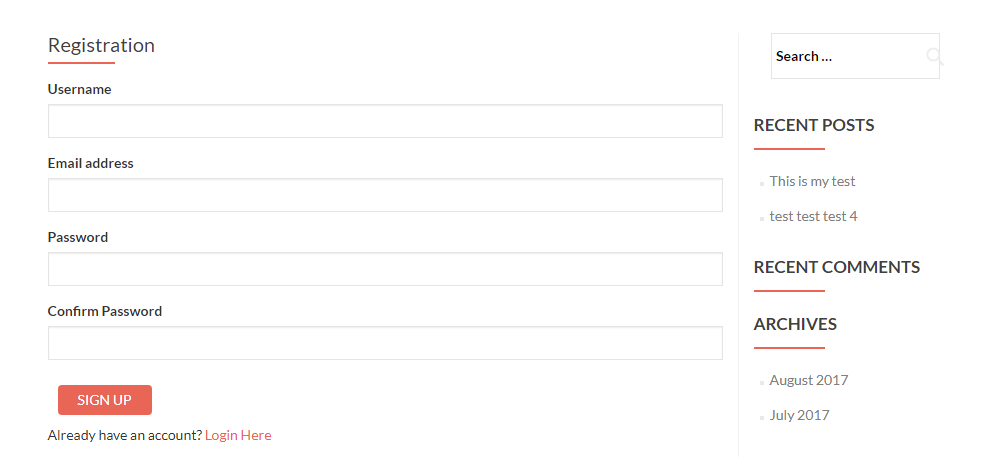 Registration
Username
Email address
Password
Confirm Password
SIGN UP
Already have an account? Login Here
Search …
RECENT POSTS
This is my test
test test test 4
RECENT COMMENTS
ARCHIVES
August 2017
July 2017